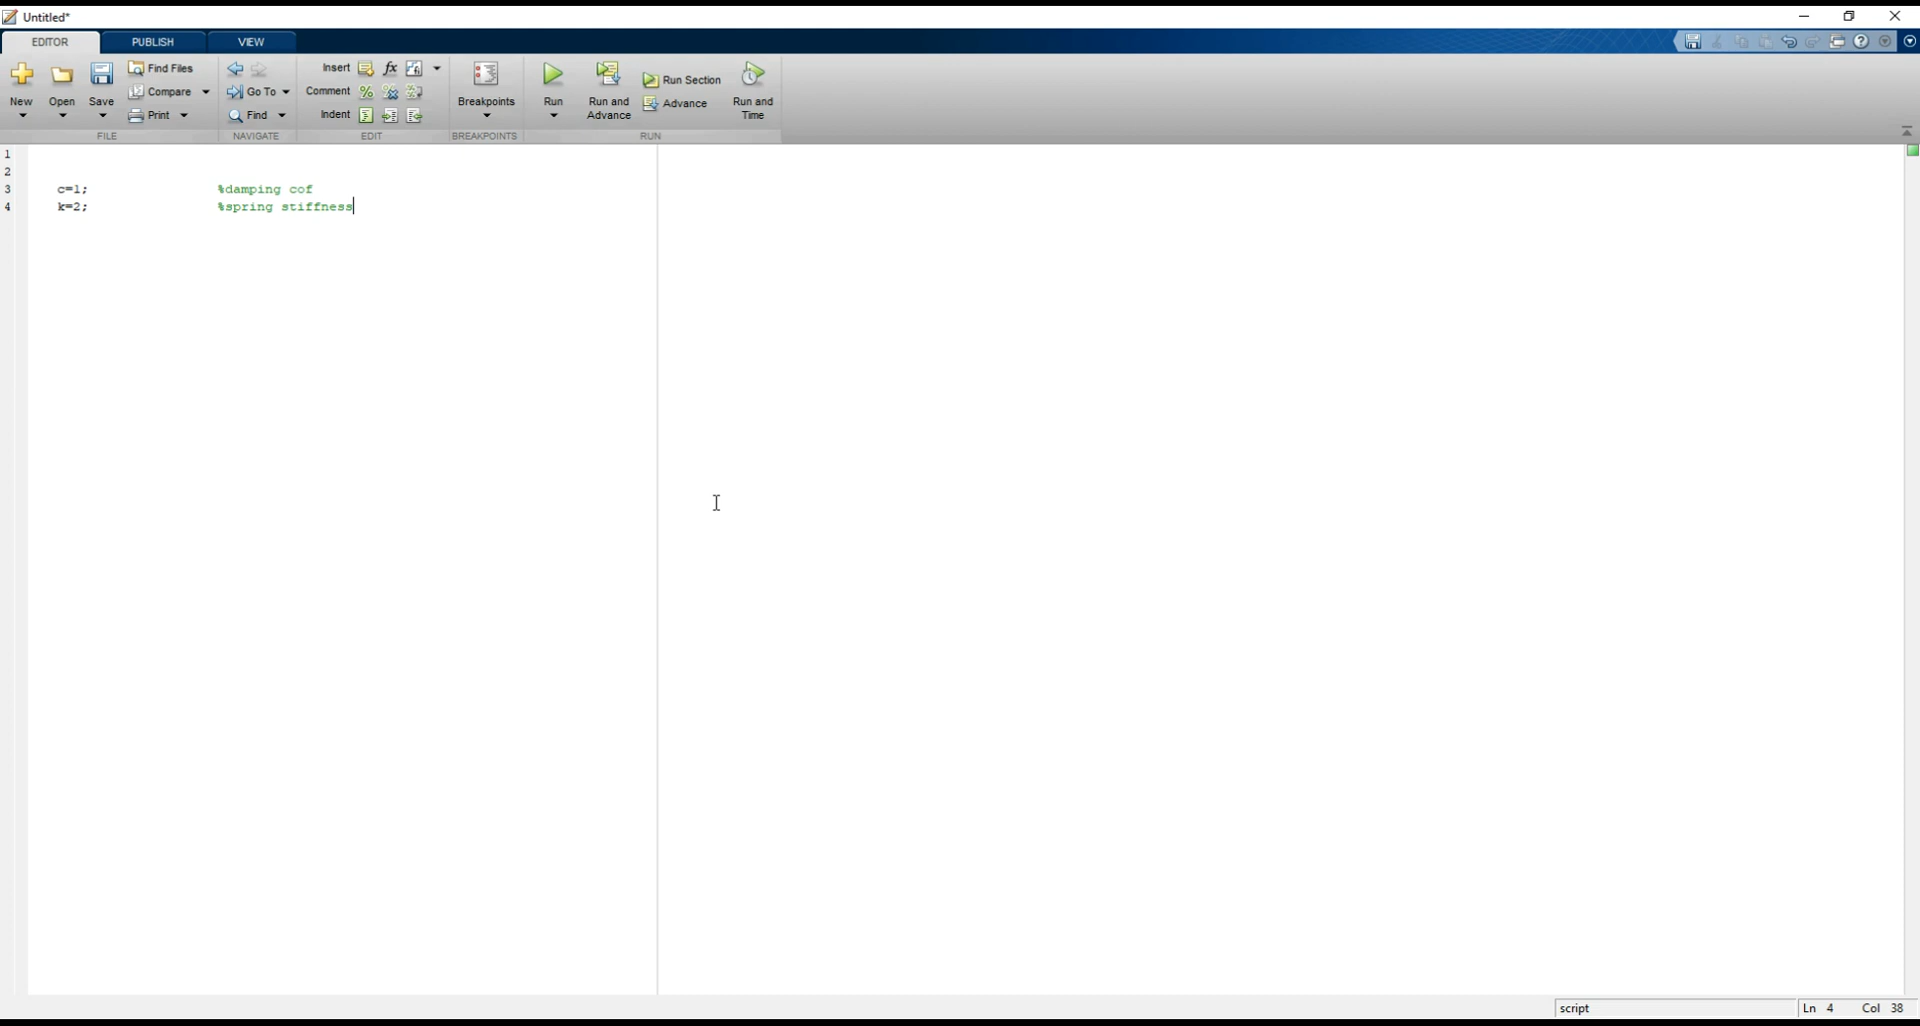 Untitled*
EDITOR PUBLISH VIEW
New Open Save Find Files Compare Print
Go To Find
Insert fx
Comment
Indent
Breakpoints
Run Run and Advance Run Section Advance Run and Time
FILE NAVIGATE EDIT BREAKPOINTS RUN
1
2
3 c=1; %damping cof
4 k=2; %spring stiffness
script Ln 4 Col 38